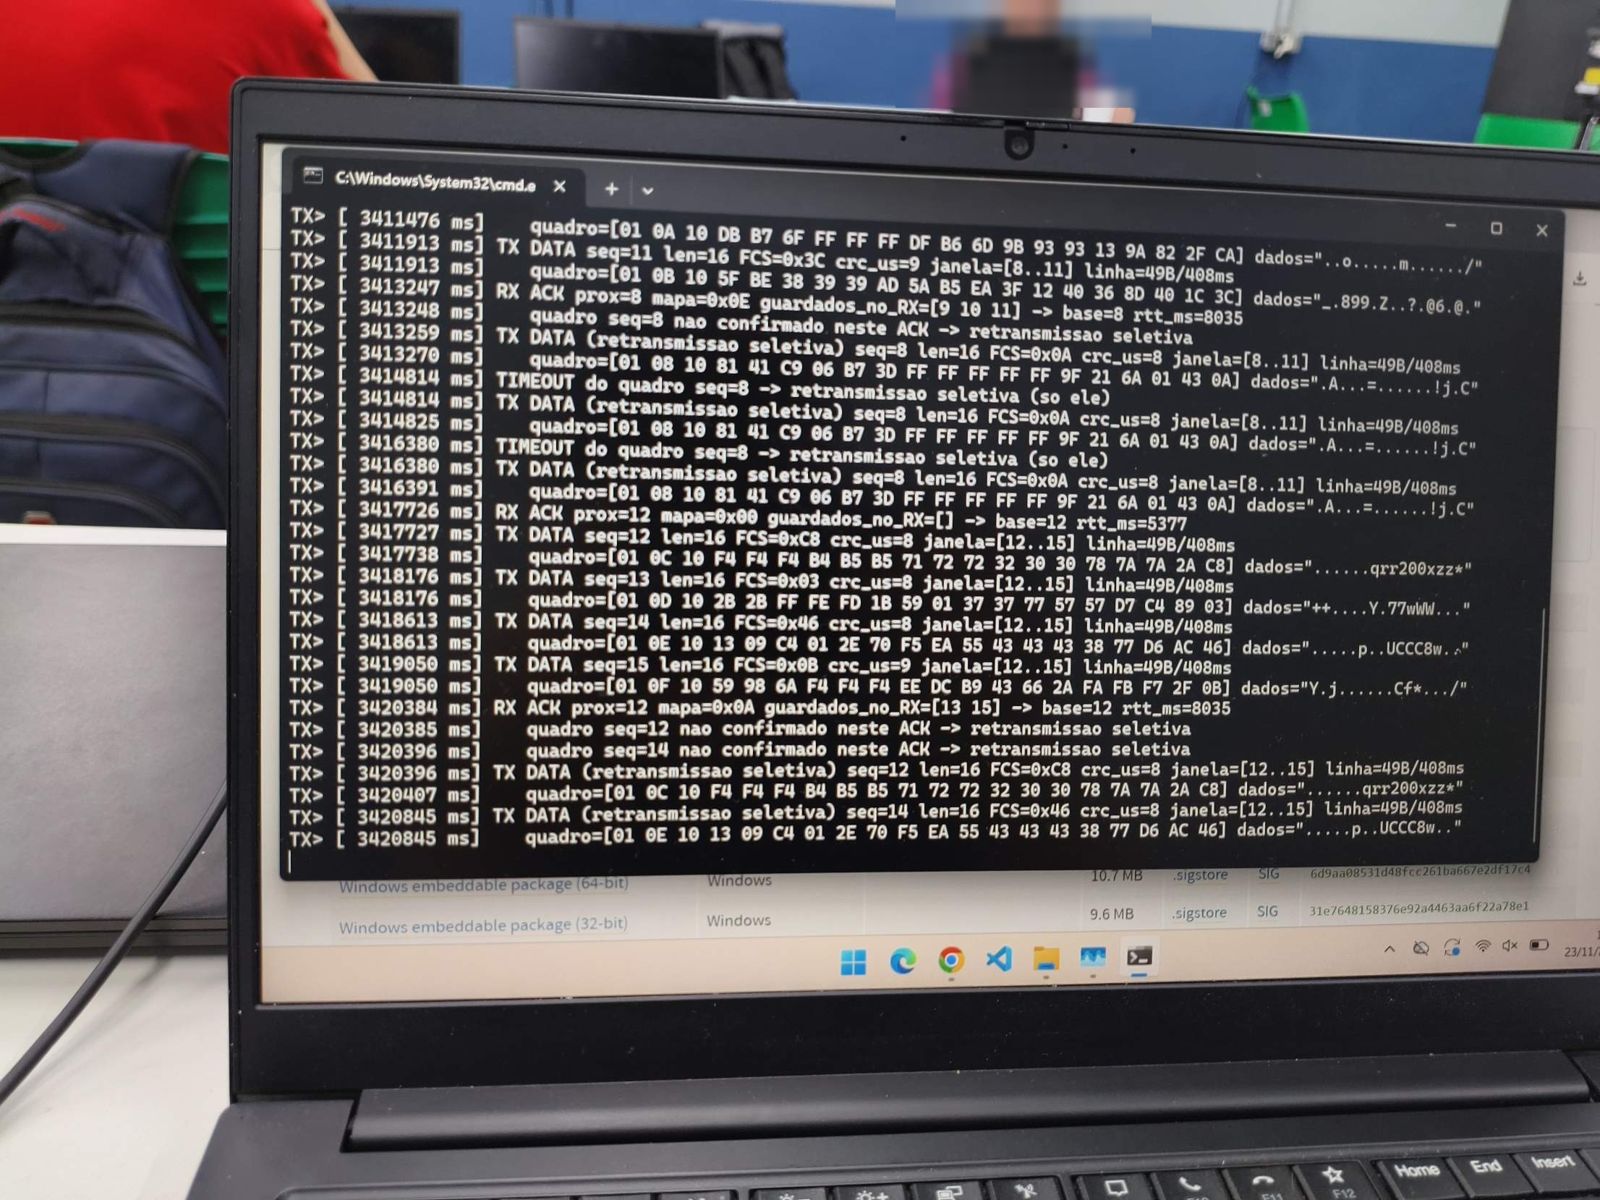 C:\Windows\System32\cmd.e
TX> [ 3411476 ms] quadro=[01 0A 10 DB B7 6F FF FF FF DF B6 6D 9B 93 93 13 9A 82 2F CA] dados="..o.....m....../"
TX> [ 3411913 ms] TX DATA seq=11 len=16 FCS=0x3C crc_us=9 janela=[8..11] linha=49B/408ms
TX> [ 3411913 ms] quadro=[01 0B 10 5F BE 38 39 39 AD 5A B5 EA 3F 12 40 36 8D 40 1C 3C] dados="_.899.Z..?.@6.@."
TX> [ 3413247 ms] RX ACK prox=8 mapa=0x0E guardados_no_RX=[9 10 11] -> base=8 rtt_ms=8035
TX> [ 3413248 ms] quadro seq=8 nao confirmado neste ACK -> retransmissao seletiva
TX> [ 3413259 ms] TX DATA (retransmissao seletiva) seq=8 len=16 FCS=0x0A crc_us=8 janela=[8..11] linha=49B/408ms
TX> [ 3413270 ms] quadro=[01 08 10 81 41 C9 06 B7 3D FF FF FF FF FF 9F 21 6A 01 43 0A] dados=".A...=......!j.C"
TX> [ 3414814 ms] TIMEOUT do quadro seq=8 -> retransmissao seletiva (so ele)
TX> [ 3414814 ms] TX DATA (retransmissao seletiva) seq=8 len=16 FCS=0x0A crc_us=8 janela=[8..11] linha=49B/408ms
TX> [ 3414825 ms] quadro=[01 08 10 81 41 C9 06 B7 3D FF FF FF FF FF 9F 21 6A 01 43 0A] dados=".A...=......!j.C"
TX> [ 3416380 ms] TIMEOUT do quadro seq=8 -> retransmissao seletiva (so ele)
TX> [ 3416380 ms] TX DATA (retransmissao seletiva) seq=8 len=16 FCS=0x0A crc_us=8 janela=[8..11] linha=49B/408ms
TX> [ 3416391 ms] quadro=[01 08 10 81 41 C9 06 B7 3D FF FF FF FF FF 9F 21 6A 01 43 0A] dados=".A...=......!j.C"
TX> [ 3417726 ms] RX ACK prox=12 mapa=0x00 guardados_no_RX=[] -> base=12 rtt_ms=5377
TX> [ 3417727 ms] TX DATA seq=12 len=16 FCS=0xC8 crc_us=8 janela=[12..15] linha=49B/408ms
TX> [ 3417738 ms] quadro=[01 0C 10 F4 F4 F4 B4 B5 B5 71 72 72 32 30 30 78 7A 7A 2A C8] dados="......qrr200xzz*"
TX> [ 3418176 ms] TX DATA seq=13 len=16 FCS=0x03 crc_us=8 janela=[12..15] linha=49B/408ms
TX> [ 3418176 ms] quadro=[01 0D 10 2B 2B FF FE FD 1B 59 01 37 37 77 57 57 D7 C4 89 03] dados="++....Y.77wWW..."
TX> [ 3418613 ms] TX DATA seq=14 len=16 FCS=0x46 crc_us=8 janela=[12..15] linha=49B/408ms
TX> [ 3418613 ms] quadro=[01 0E 10 13 09 C4 01 2E 70 F5 EA 55 43 43 43 38 77 D6 AC 46] dados=".....p..UCCC8w.."
TX> [ 3419050 ms] TX DATA seq=15 len=16 FCS=0x0B crc_us=9 janela=[12..15] linha=49B/408ms
TX> [ 3419050 ms] quadro=[01 0F 10 59 98 6A F4 F4 F4 EE DC B9 43 66 2A FA FB F7 2F 0B] dados="Y.j......Cf*.../"
TX> [ 3420384 ms] RX ACK prox=12 mapa=0x0A guardados_no_RX=[13 15] -> base=12 rtt_ms=8035
TX> [ 3420385 ms] quadro seq=12 nao confirmado neste ACK -> retransmissao seletiva
TX> [ 3420396 ms] quadro seq=14 nao confirmado neste ACK -> retransmissao seletiva
TX> [ 3420396 ms] TX DATA (retransmissao seletiva) seq=12 len=16 FCS=0xC8 crc_us=8 janela=[12..15] linha=49B/408ms
TX> [ 3420407 ms] quadro=[01 0C 10 F4 F4 F4 B4 B5 B5 71 72 72 32 30 30 78 7A 7A 2A C8] dados="......qrr200xzz*"
TX> [ 3420845 ms] TX DATA (retransmissao seletiva) seq=14 len=16 FCS=0x46 crc_us=8 janela=[12..15] linha=49B/408ms
TX> [ 3420845 ms] quadro=[01 0E 10 13 09 C4 01 2E 70 F5 EA 55 43 43 43 38 77 D6 AC 46] dados=".....p..UCCC8w.."
Windows embeddable package (64-bit) Windows 10.7 MB .sigstore SIG 6d9aa08531d48fcc261ba667e2df17c4
Windows embeddable package (32-bit) Windows 9.6 MB .sigstore SIG 31e7648158376e92a4463aa6f22a78e1
23/11/
Home End Insert
F11 F12